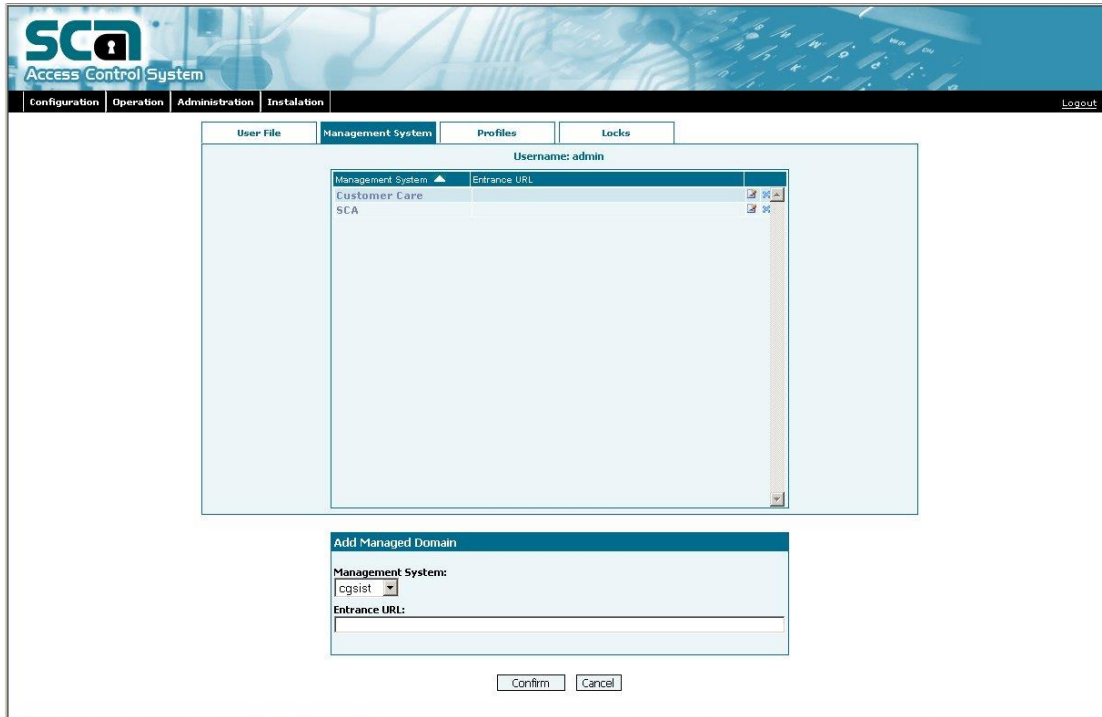 SCA
Access Control System
Configuration Operation Administration Instalation Logout
User File Management System Profiles Locks
Username: admin
Management System Entrance URL
Customer Care
SCA
Add Managed Domain
Management System:
cgsist
Entrance URL:
Confirm Cancel